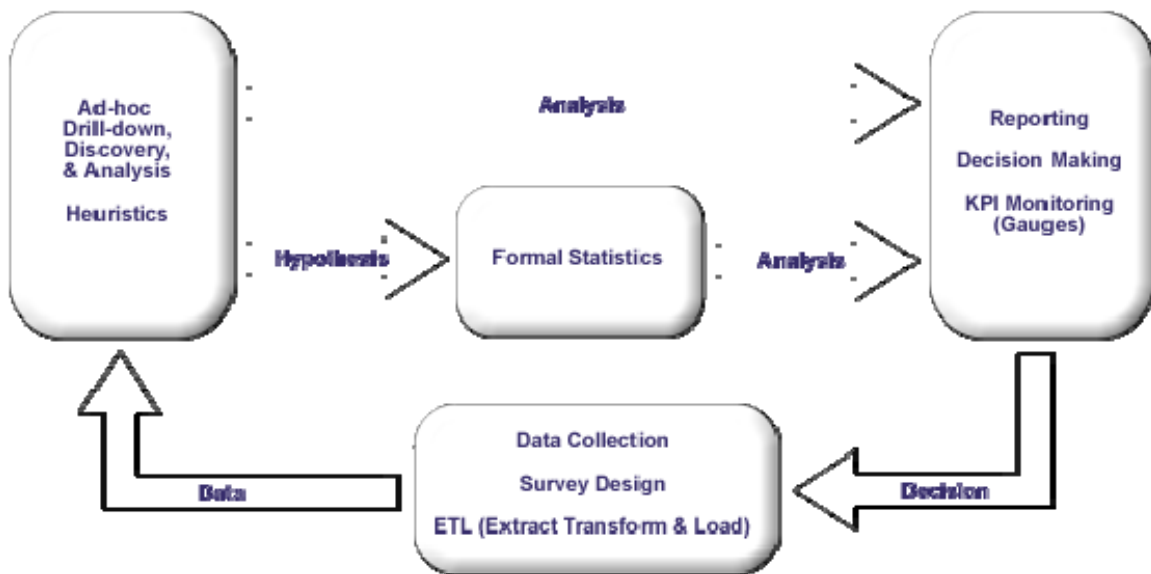 Ad-hoc
Drill-down,
Discovery,
& Analysis
Heuristics
Analysis
Reporting
Decision Making
KPI Monitoring
(Gauges)
Hypothesis
Formal Statistics
Analysis
Data Collection
Survey Design
ETL (Extract Transform & Load)
Data
Decision